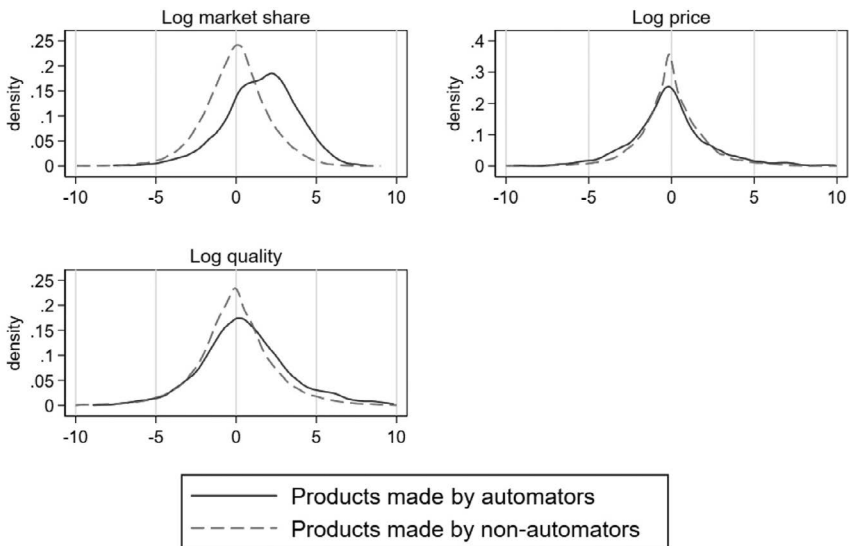 Log market share
density
.25
.2
.15
.1
.05
0
-10 -5 0 5 10
Log price
density
.4
.3
.2
.1
0
-10 -5 0 5 10
Log quality
density
.25
.2
.15
.1
.05
0
-10 -5 0 5 10
Products made by automators
Products made by non-automators